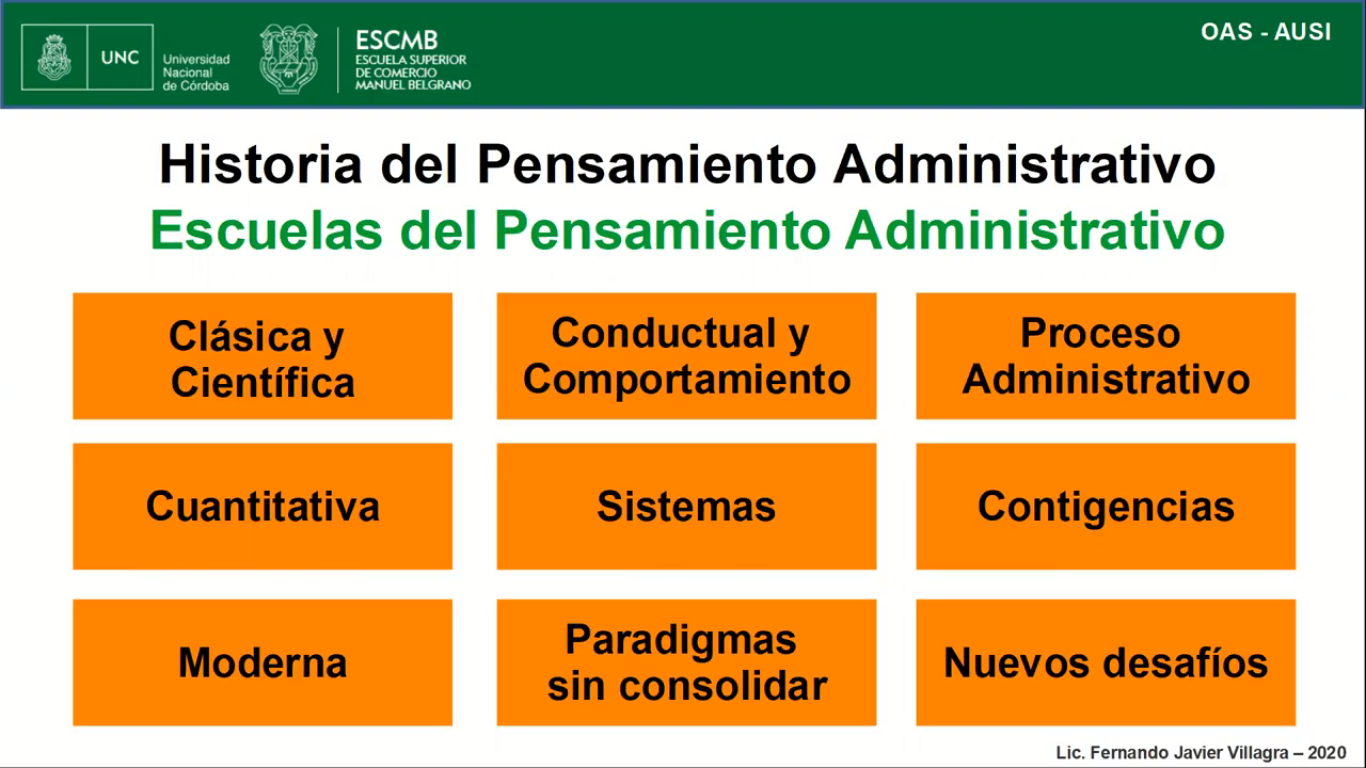 UNC
Universidad
Nacional
de Córdoba
ESCMB
ESCUELA SUPERIOR
DE COMERCIO
MANUEL BELGRANO
OAS - AUSI
Historia del Pensamiento Administrativo
Escuelas del Pensamiento Administrativo
Clásica y
Científica
Conductual y
Comportamiento
Proceso
Administrativo
Cuantitativa
Sistemas
Contigencias
Moderna
Paradigmas
sin consolidar
Nuevos desafíos
Lic. Fernando Javier Villagra – 2020